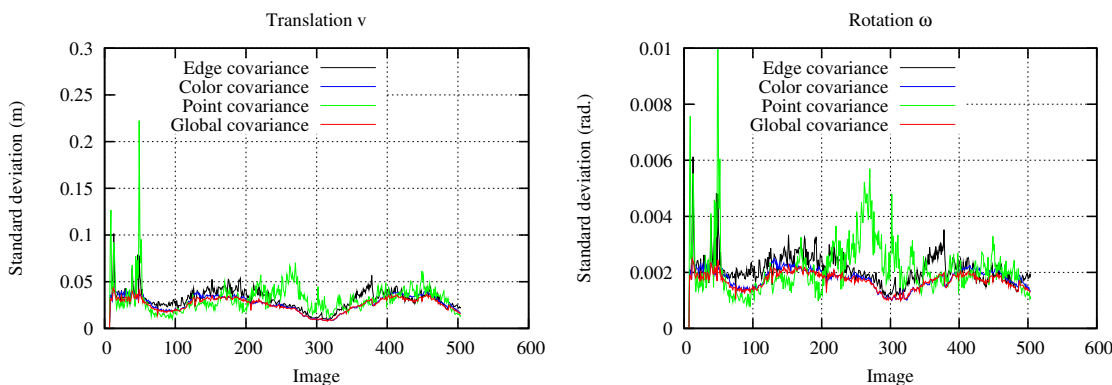 Translation v
Standard deviation (m)
0.3
0.25
0.2
0.15
0.1
0.05
0
Edge covariance
Color covariance
Point covariance
Global covariance
0 100 200 300 400 500 600
Image
Rotation ω
Standard deviation (rad.)
0.01
0.008
0.006
0.004
0.002
0.00
Edge covariance
Color covariance
Point covariance
Global covariance
0 100 200 300 400 500 600
Image